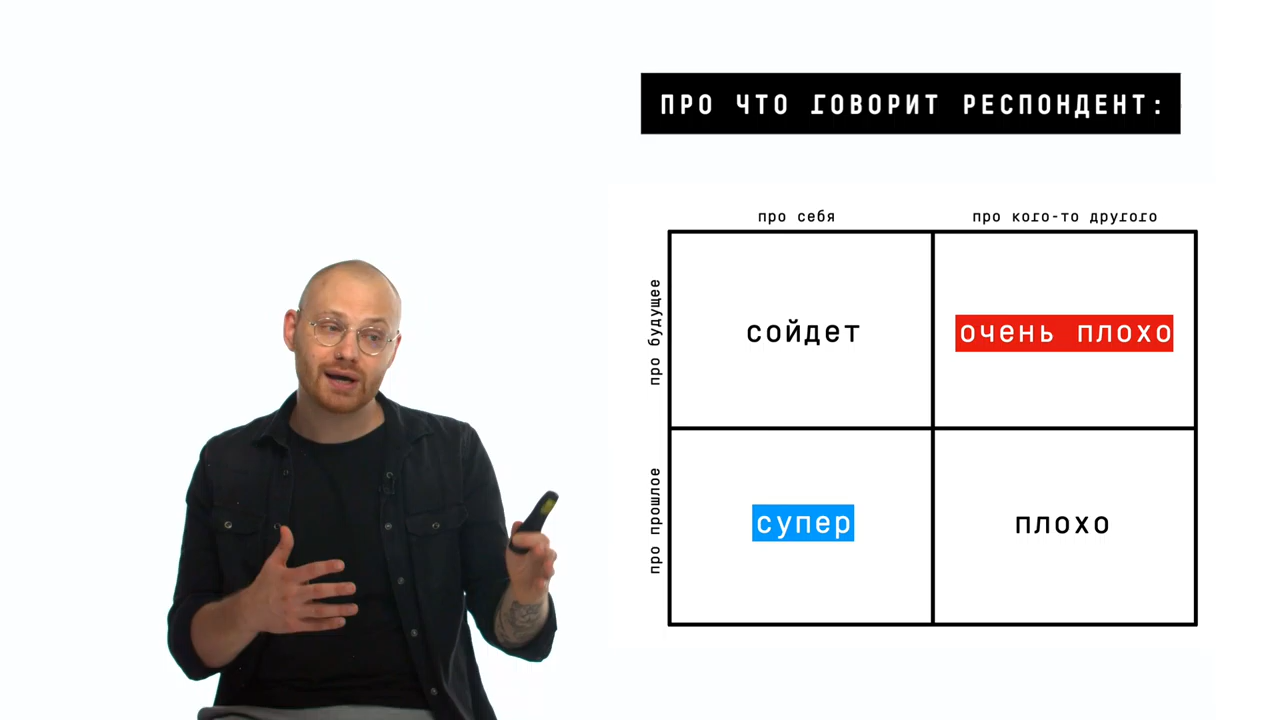 ПРО ЧТО ГОВОРИТ РЕСПОНДЕНТ:
про себя
про кого-то другого
про будущее
сойдет
очень плохо
про прошлое
супер
плохо